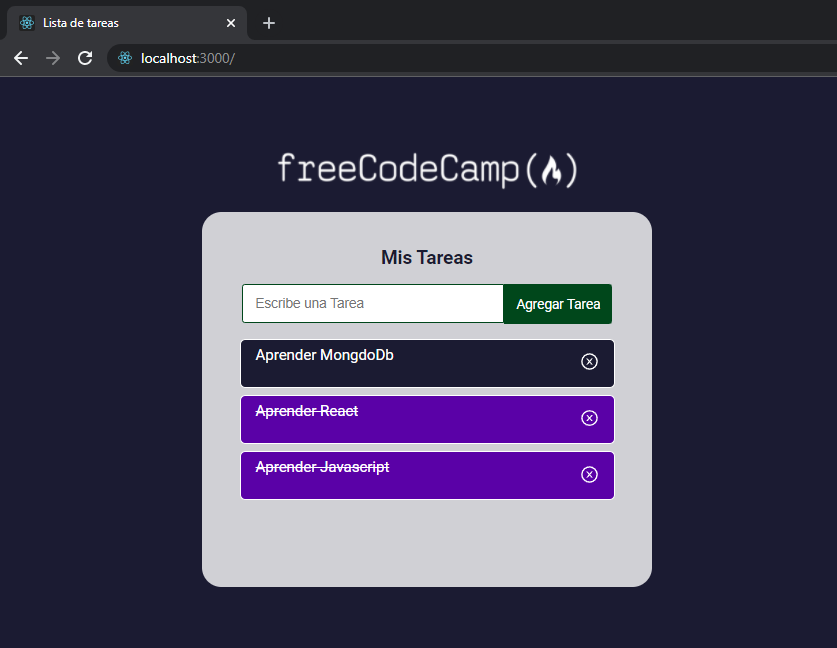 Lista de tareas
localhost:3000/
freeCodeCamp(🔥)
Mis Tareas
Escribe una Tarea
Agregar Tarea
Aprender MongdoDb
Aprender React
Aprender Javascript